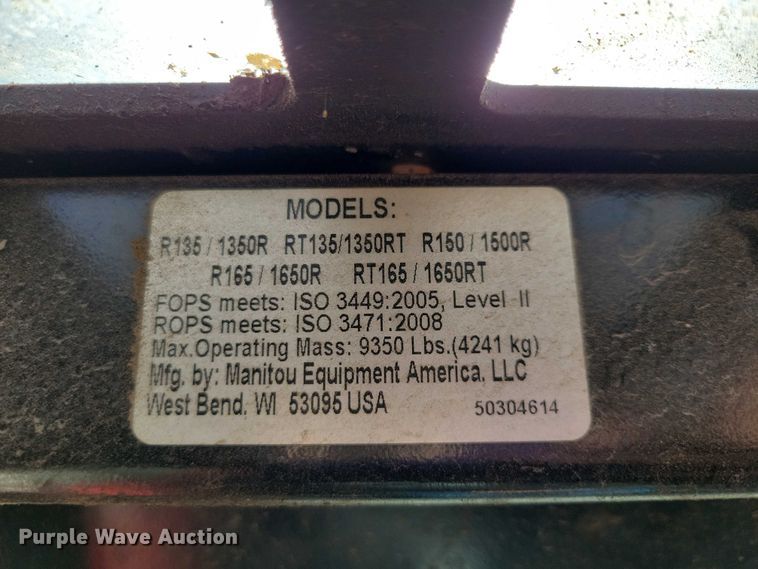 MODELS:
R135 / 1350R RT135/1350RT R150 / 1500R
R165 / 1650R RT165 / 1650RT
FOPS meets: ISO 3449:2005, Level II
ROPS meets: ISO 3471:2008
Max.Operating Mass: 9350 Lbs.(4241 kg)
Mfg. by: Manitou Equipment America, LLC
West Bend, WI 53095 USA 50304614
Purple Wave Auction